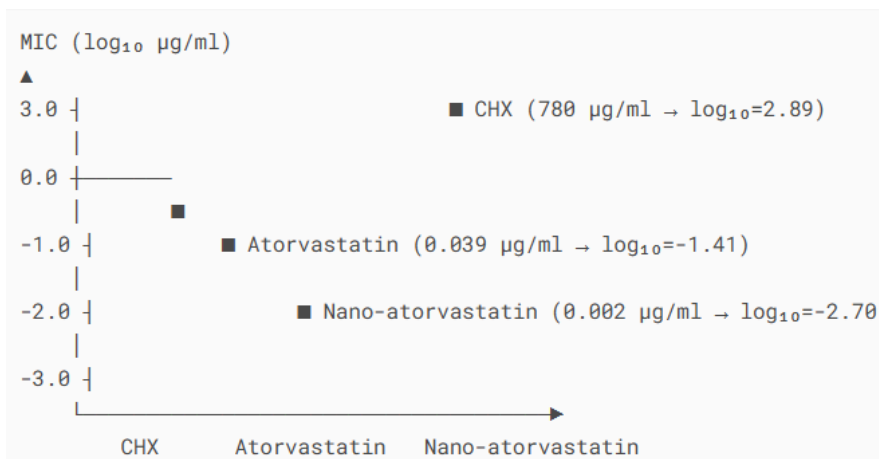 MIC (log₁₀ µg/ml)
▲
3.0 ┤ ■ CHX (780 µg/ml → log₁₀=2.89)
│
0.0 ┼─────
│ ■
-1.0 ┤ ■ Atorvastatin (0.039 µg/ml → log₁₀=-1.41)
│
-2.0 ┤ ■ Nano-atorvastatin (0.002 µg/ml → log₁₀=-2.70
│
-3.0 ┤
└─────────────────────────►
CHX Atorvastatin Nano-atorvastatin